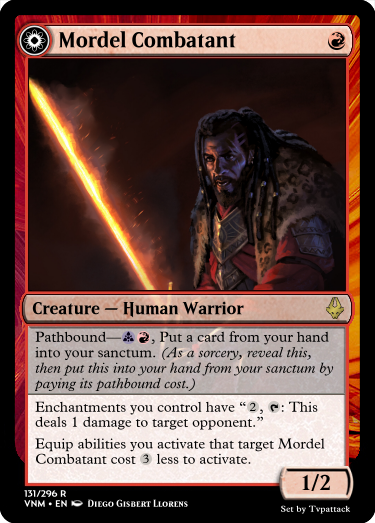 Mordel Combatant
Creature — Human Warrior
Pathbound—, Put a card from your hand
into your sanctum. (As a sorcery, reveal this,
then put this into your hand from your sanctum by
paying its pathbound cost.)
Enchantments you control have “2, : This
deals 1 damage to target opponent.”
Equip abilities you activate that target Mordel
Combatant cost 3 less to activate.
1/2
131/296 R
VNM • EN Diego Gisbert Llorens
Set by Tvpattack